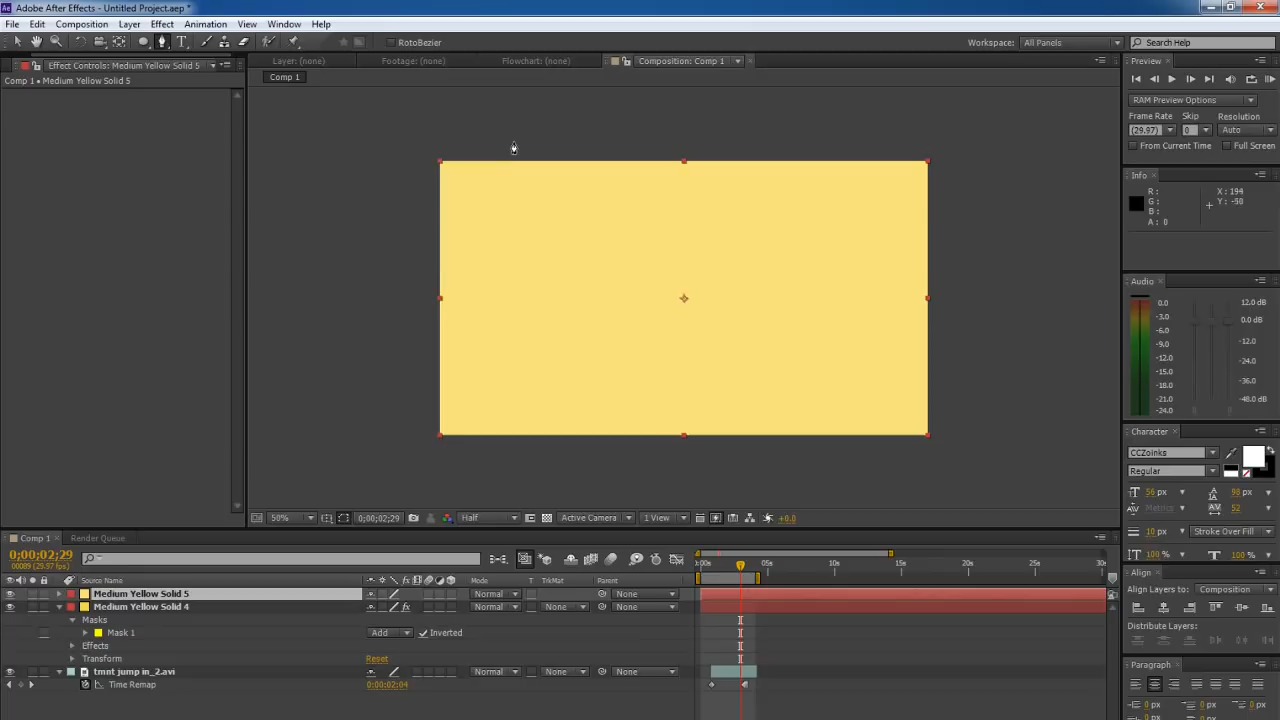 Adobe After Effects - Untitled Project.aep *
File Edit Composition Layer Effect Animation View Window Help
RotoBezier
Workspace: All Panels
Search Help
Effect Controls: Medium Yellow Solid 5
Layer: (none)
Footage: (none)
Flowchart: (none)
Composition: Comp 1
Preview
Comp 1 • Medium Yellow Solid 5
Comp 1
RAM Preview Options
Frame Rate Skip Resolution
(29.97) 0 Auto
From Current Time Full Screen
Info
R :
G :
B :
A : 0
X : 194
Y : -50
Audio
0.0
-3.0
-6.0
-9.0
-12.0
-15.0
-18.0
-21.0
-24.0
12.0 dB
0.0 dB
-12.0
-24.0
-36.0
-48.0 dB
Character
CCZoinks
Regular
56 px
98 px
Metrics
52
10 px
Stroke Over Fill
100 %
100 %
50%
0;00;02;29
Half
Active Camera
1 View
+0.0
Comp 1
Render Queue
0;00;02;29
00089 (29.97 fps)
05s 10s 15s 20s 25s 30s
Source Name
Mode
T TrkMat
Parent
Medium Yellow Solid 5
Normal
None
Medium Yellow Solid 4
Normal
None
None
Masks
Mask 1
Add
Inverted
Effects
Transform
Reset
tmnt jump in_2.avi
Normal
None
None
Time Remap
0:00:02:04
Align
Align Layers to: Composition
Distribute Layers:
Paragraph
0 px
0 px
0 px